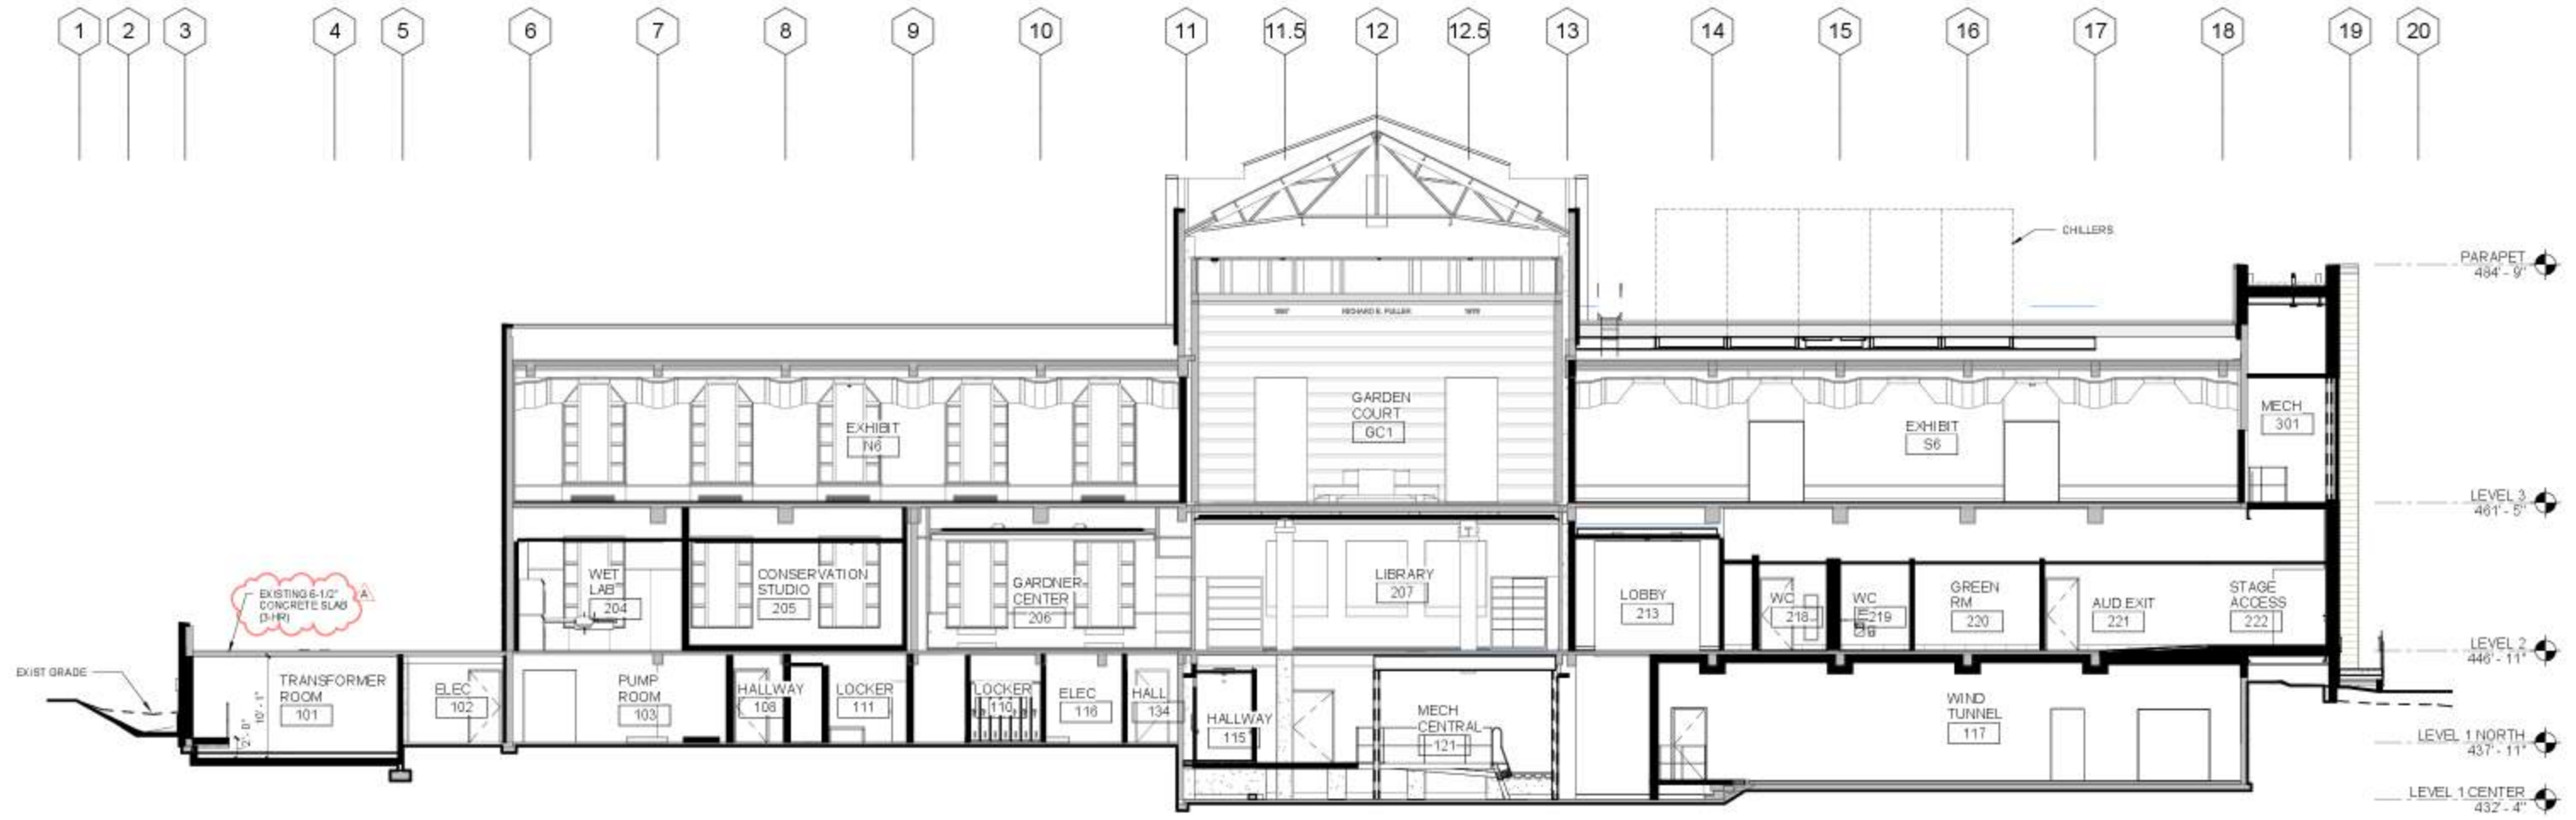 1 2 3 4 5 6 7 8 9 10 11 11.5 12 12.5 13 14 15 16 17 18 19 20
CHILLERS
PARAPET
484' - 9"
RICHARD E. FULLER
GARDEN
COURT
GC1
EXHIBIT
N6
EXHIBIT
S6
MECH
301
LEVEL 3
461' - 5"
EXISTING 6-1/2"
CONCRETE SLAB
(3-HR)
A
WET
LAB
204
CONSERVATION
STUDIO
205
GARDNER
CENTER
206
LIBRARY
207
LOBBY
213
WC
218
WC
219
GREEN
RM
220
AUD EXIT
221
STAGE
ACCESS
222
LEVEL 2
446' - 11"
EXIST GRADE
TRANSFORMER
ROOM
101
2' - 0"
10' - 1"
ELEC
102
PUMP
ROOM
103
HALLWAY
108
LOCKER
111
LOCKER
110
ELEC
116
HALL
134
HALLWAY
115
MECH
CENTRAL
121
WIND
TUNNEL
117
LEVEL 1 NORTH
437' - 11"
LEVEL 1 CENTER
432' - 4"